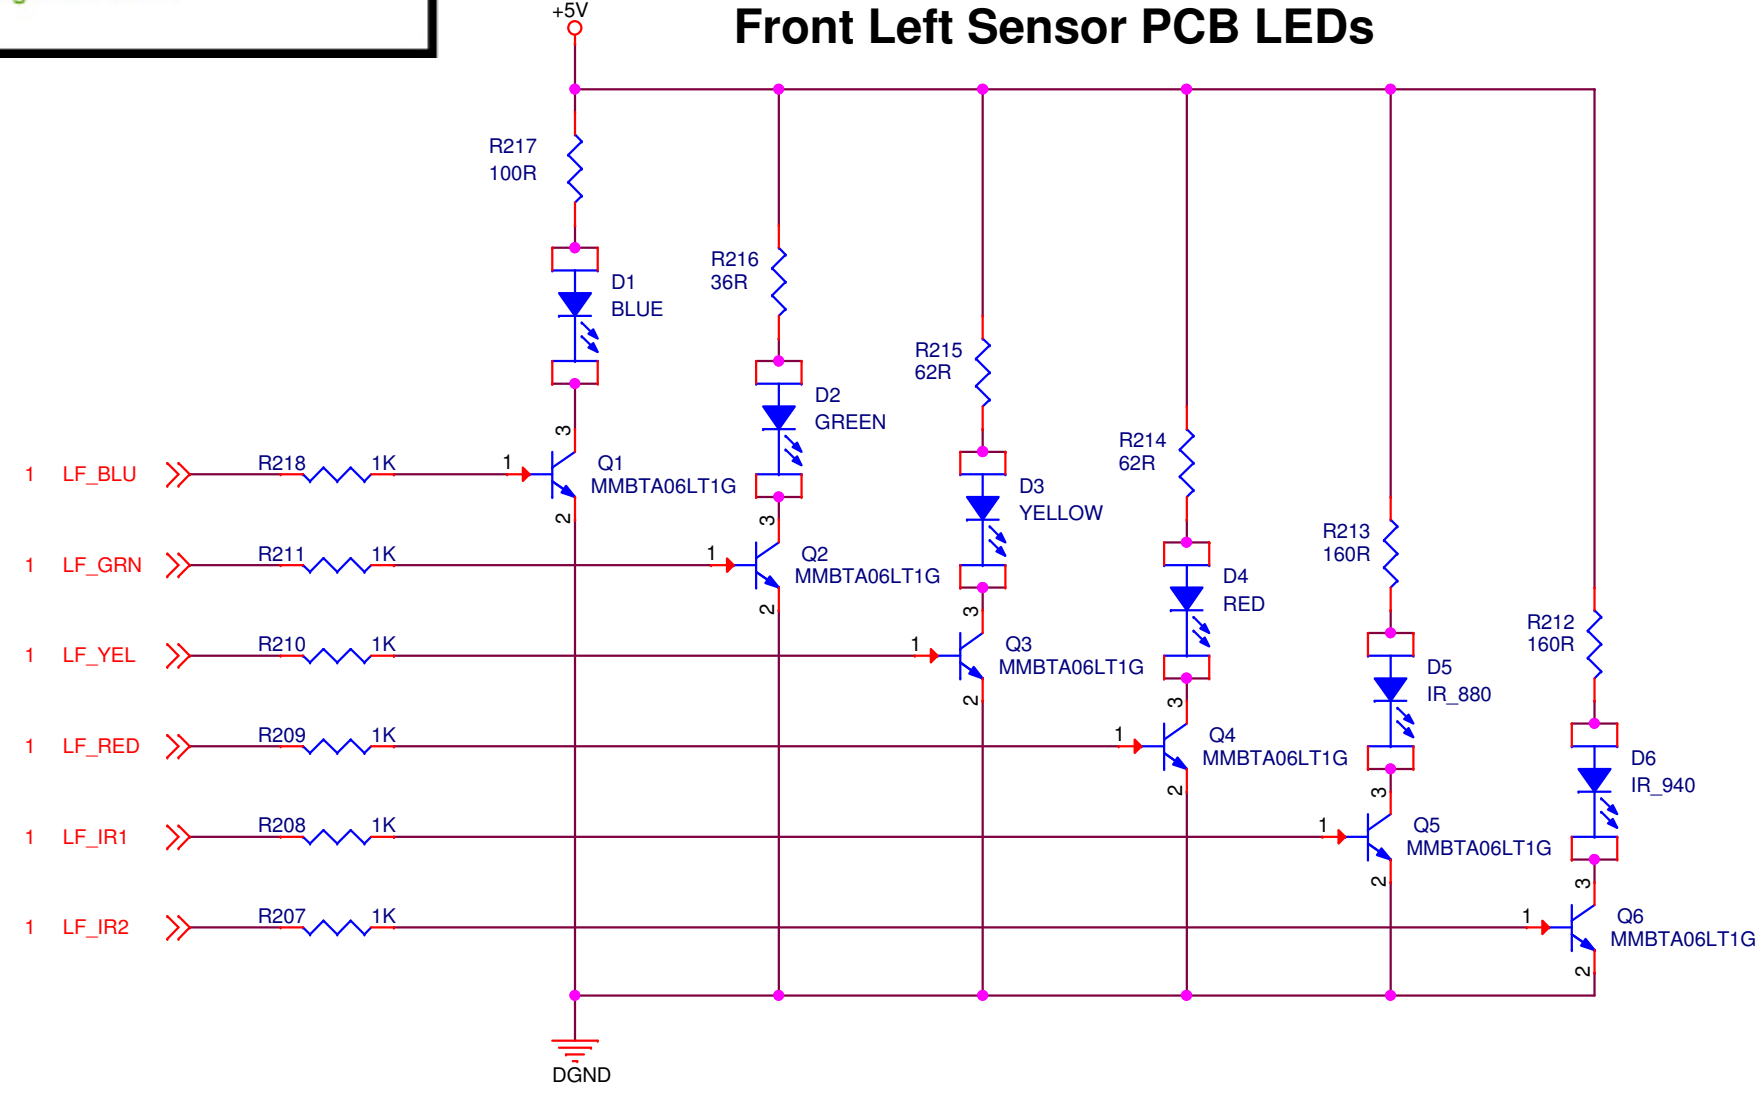 Front Left Sensor PCB LEDs
+5V
R217
100R
D1
BLUE
R216
36R
D2
GREEN
R215
62R
D3
YELLOW
R214
62R
D4
RED
R213
160R
D5
IR_880
R212
160R
D6
IR_940
1 LF_BLU R218 1K 1 3 2 Q1
MMBTA06LT1G
1 LF_GRN R211 1K 1 3 2 Q2
MMBTA06LT1G
1 LF_YEL R210 1K 1 3 2 Q3
MMBTA06LT1G
1 LF_RED R209 1K 1 3 2 Q4
MMBTA06LT1G
1 LF_IR1 R208 1K 1 3 2 Q5
MMBTA06LT1G
1 LF_IR2 R207 1K 1 3 2 Q6
MMBTA06LT1G
DGND